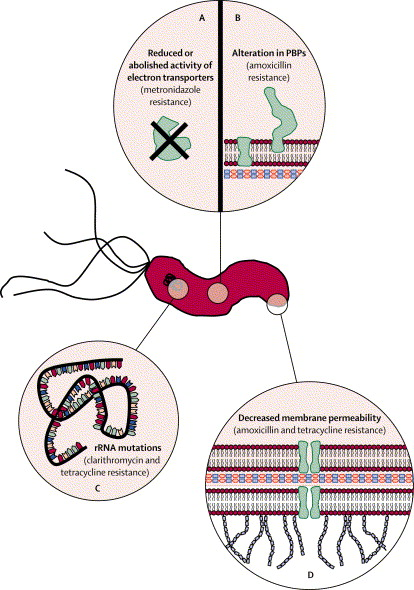 A
Reduced or
abolished activity of
electron transporters
(metronidazole
resistance)
B
Alteration in PBPs
(amoxicillin
resistance)
rRNA mutations
(clarithromycin and
tetracycline resistance)
C
Decreased membrane permeability
(amoxicillin and tetracycline resistance)
D